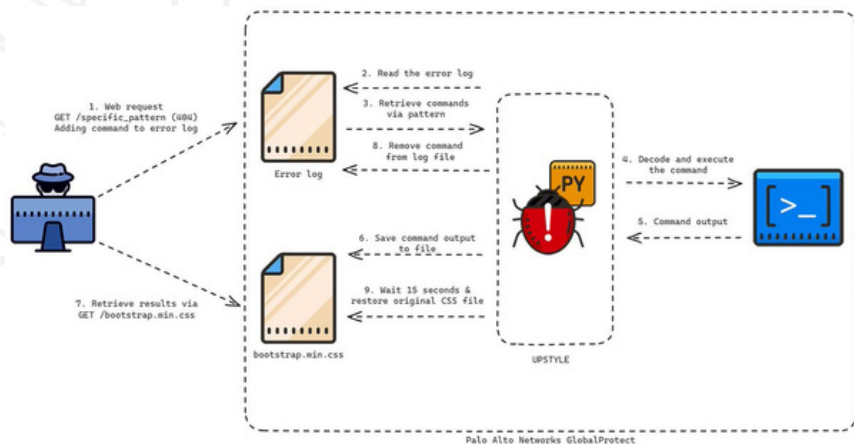 1. Web request
GET /specific_pattern (404)
Adding command to error log
2. Read the error log
3. Retrieve commands
via pattern
8. Remove command
from log file
Error log
PY
4. Decode and execute
the command
[>_]
5. Command output
6. Save command output
to file
7. Retrieve results via
GET /bootstrap.min.css
9. Wait 15 seconds &
restore original CSS file
bootstrap.min.css
UPSTYLE
Palo Alto Networks GlobalProtect